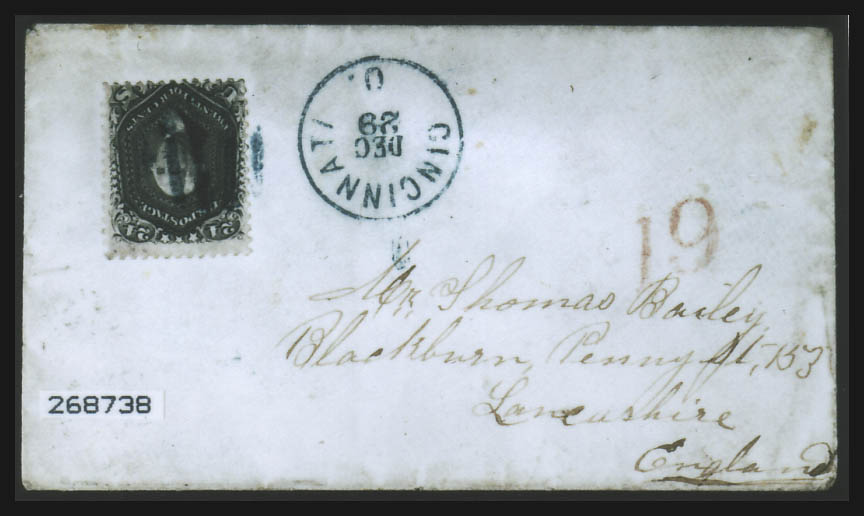 CINCINNATI O.
DEC
29
19
Mr. Thomas Bailey
Blackburn, Penny St, 153
Lancashire
England
268738